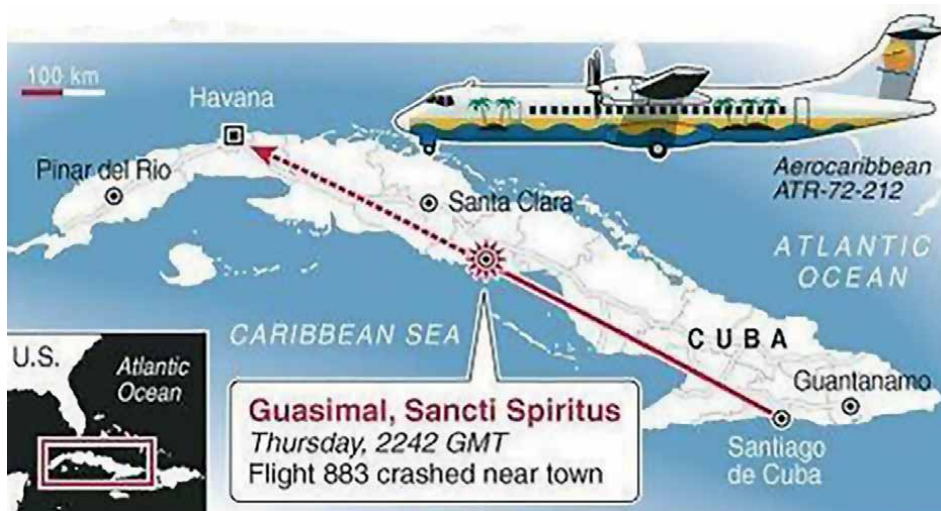 100 km
Havana
Pinar del Rio
Santa Clara
Aerocaribbean
ATR-72-212
ATLANTIC
OCEAN
CARIBBEAN SEA
CUBA
Guantanamo
Santiago
de Cuba
U.S.
Atlantic
Ocean
Guasimal, Sancti Spiritus
Thursday, 2242 GMT
Flight 883 crashed near town